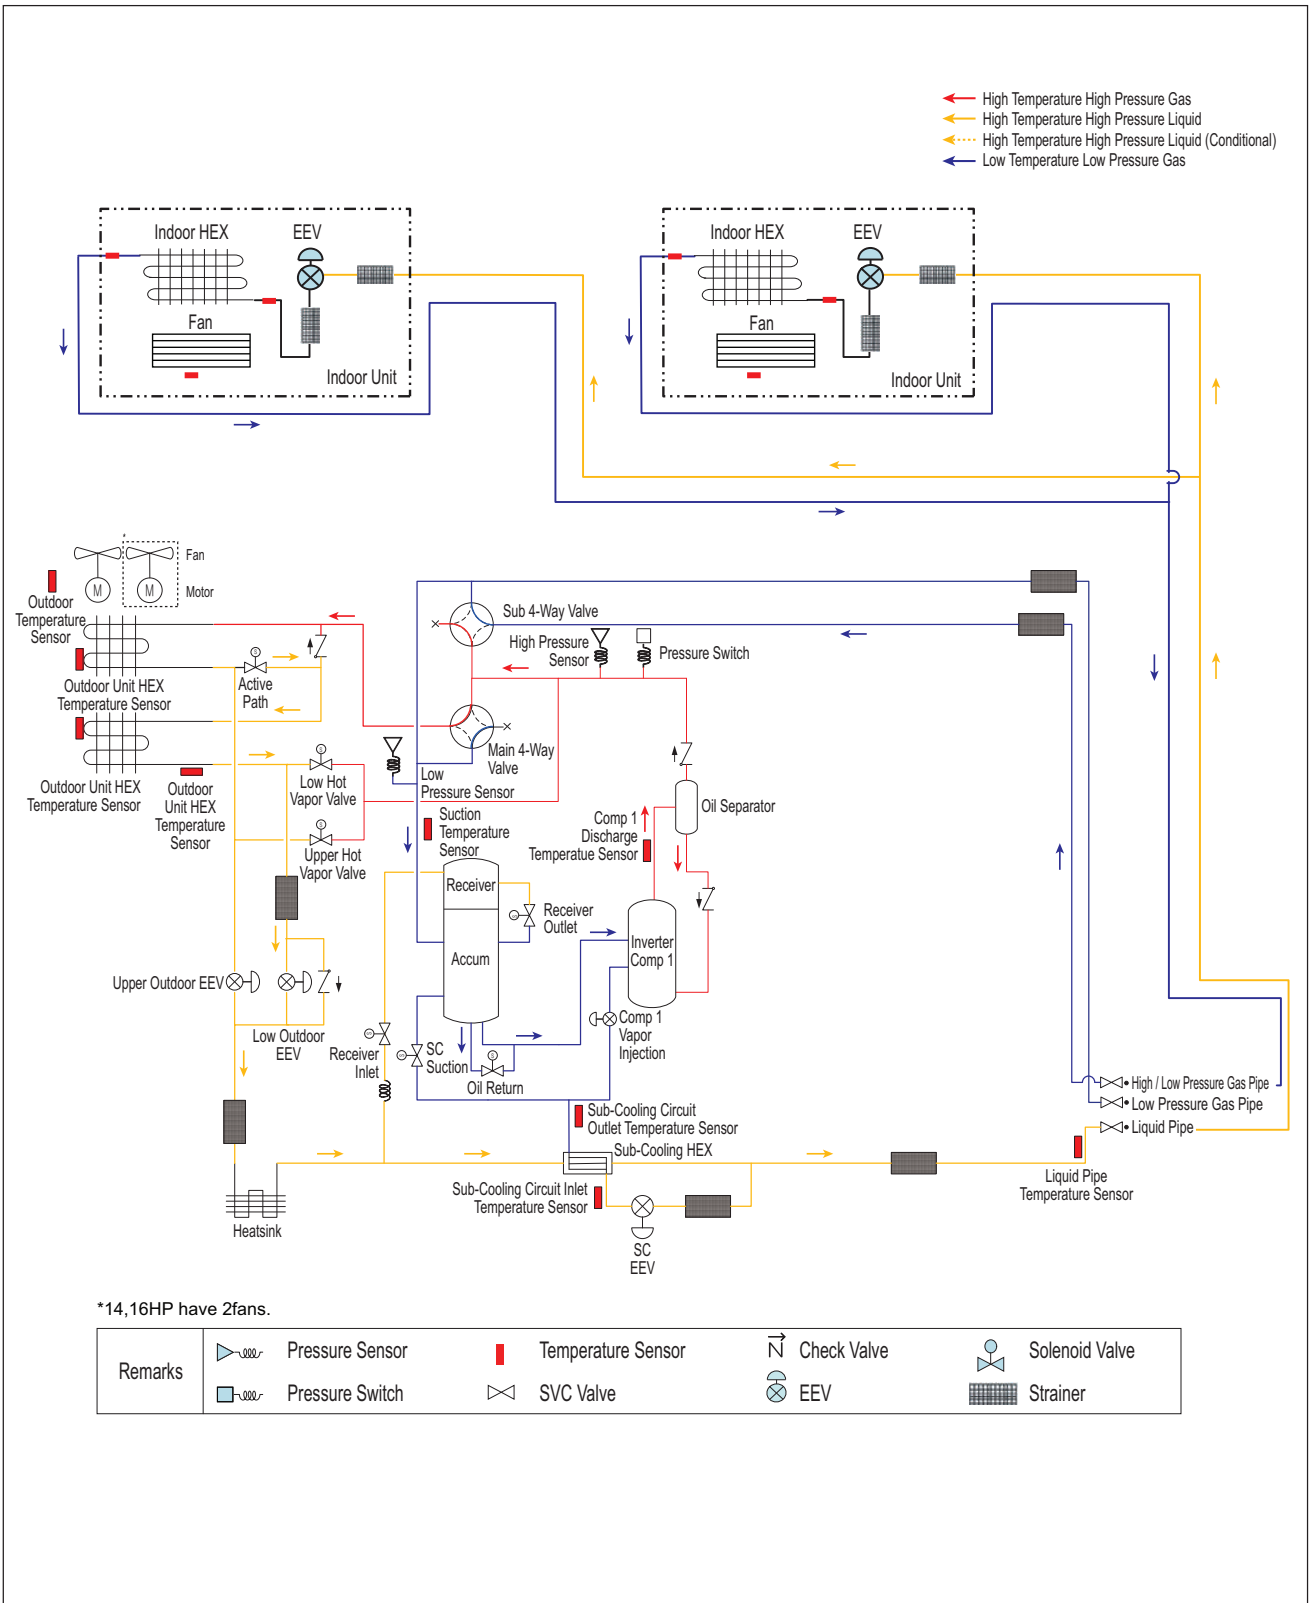 High Temperature High Pressure Gas
High Temperature High Pressure Liquid
High Temperature High Pressure Liquid (Conditional)
Low Temperature Low Pressure Gas
Indoor HEX
EEV
Fan
Indoor Unit
Indoor HEX
EEV
Fan
Indoor Unit
*
Fan
M
M
Motor
Outdoor
Temperature
Sensor
Sub 4-Way Valve
High Pressure
Sensor
Pressure Switch
S
Active
Path
Outdoor Unit HEX
Temperature Sensor
Main 4-Way
Valve
Outdoor Unit HEX
Temperature Sensor
Outdoor
Unit HEX
Temperature
Sensor
S
Low Hot
Vapor Valve
Low
Pressure Sensor
S
Upper Hot
Vapor Valve
Suction
Temperature
Sensor
Comp 1
Discharge
Temperatue Sensor
Oil Separator
Receiver
S
Receiver
Outlet
Accum
Inverter
Comp 1
Upper Outdoor EEV
Low Outdoor
EEV
S
Receiver
Inlet
S
SC
Suction
S
Oil Return
Comp 1
Vapor
Injection
High / Low Pressure Gas Pipe
Low Pressure Gas Pipe
Liquid Pipe
Sub-Cooling Circuit
Outlet Temperature Sensor
Sub-Cooling HEX
Sub-Cooling Circuit Inlet
Temperature Sensor
Liquid Pipe
Temperature Sensor
Heatsink
SC
EEV
*14,16HP have 2fans.
Remarks
Pressure Sensor
Temperature Sensor
Check Valve
Solenoid Valve
Pressure Switch
SVC Valve
EEV
Strainer